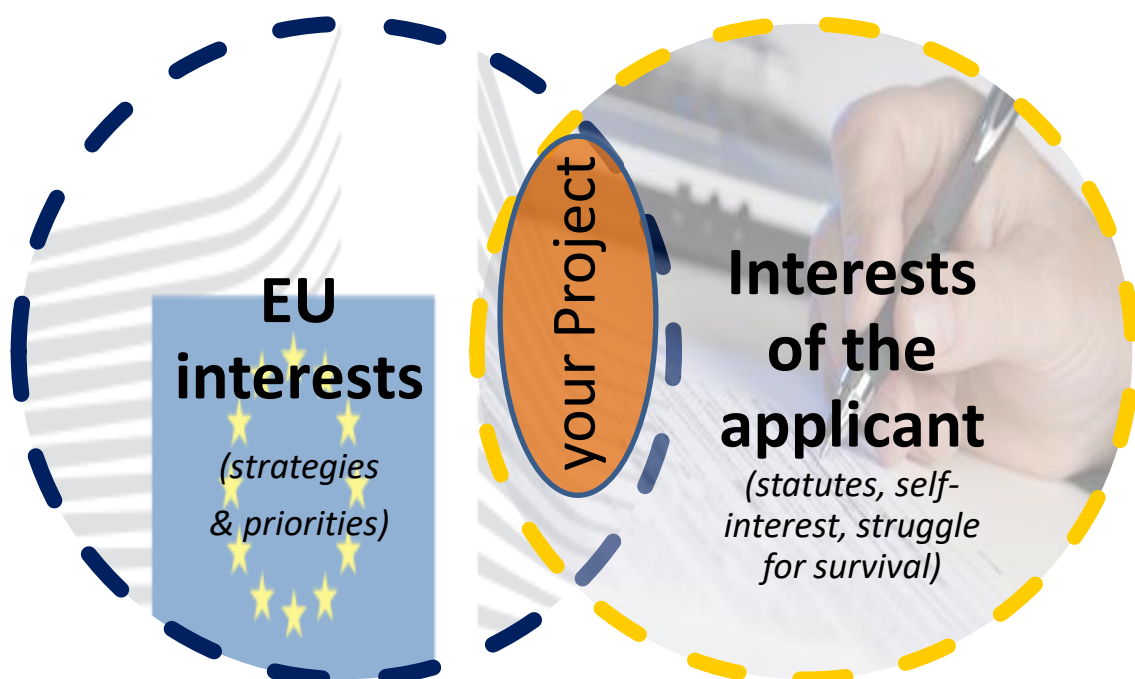 EU
interests
(strategies
& priorities)
your Project
Interests
of the
applicant
(statutes, self-
interest, struggle
for survival)